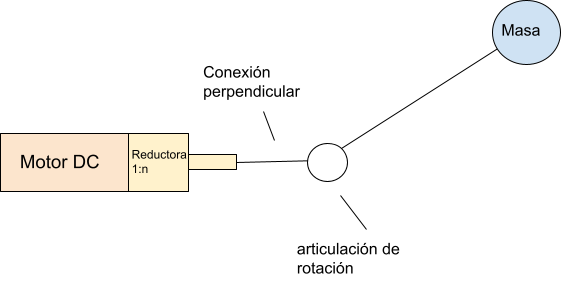 Masa
Conexión
perpendicular
Motor DC
Reductora
1:n
articulación de
rotación